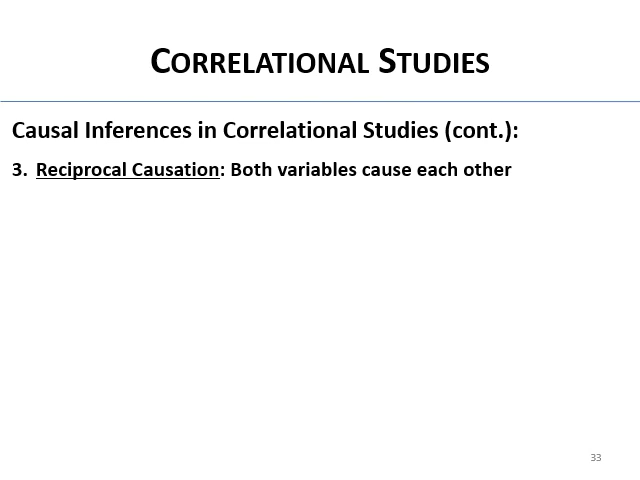 CORRELATIONAL STUDIES
Causal Inferences in Correlational Studies (cont.):
3. Reciprocal Causation: Both variables cause each other
33